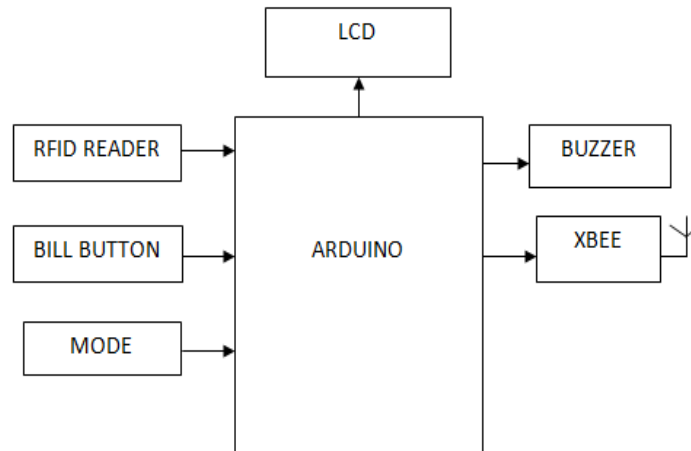 LCD
RFID READER
BUZZER
BILL BUTTON
ARDUINO
XBEE
MODE